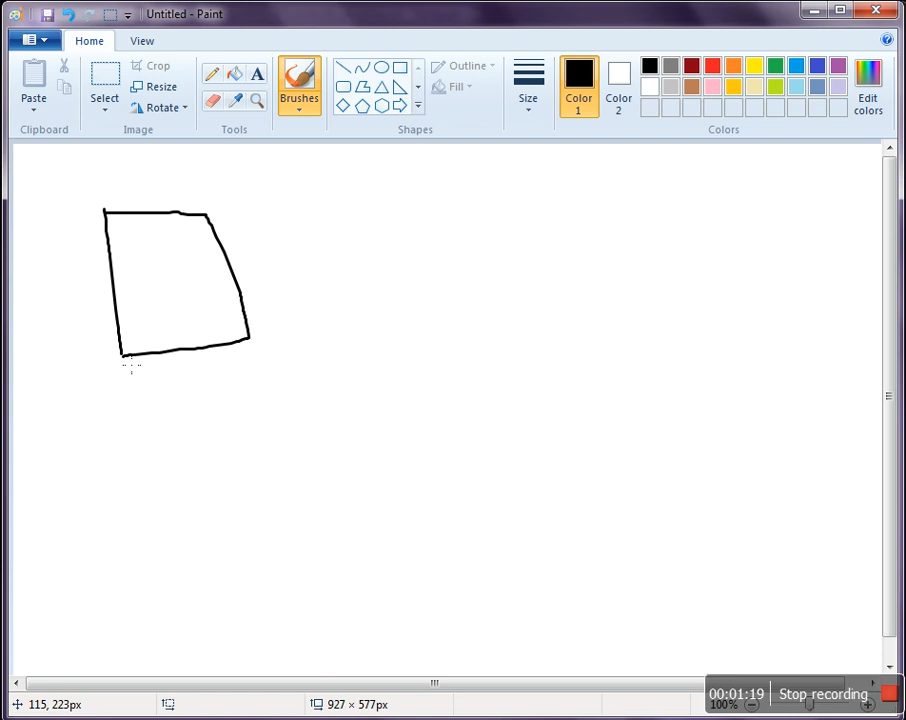 Untitled - Paint
Home View
Paste
Select
Crop
Resize
Rotate
A
Brushes
Outline
Fill
Size
Color 1
Color 2
Edit colors
Clipboard Image Tools Shapes Colors
115, 223px 927 × 577px 100%
00:01:19 Stop recording